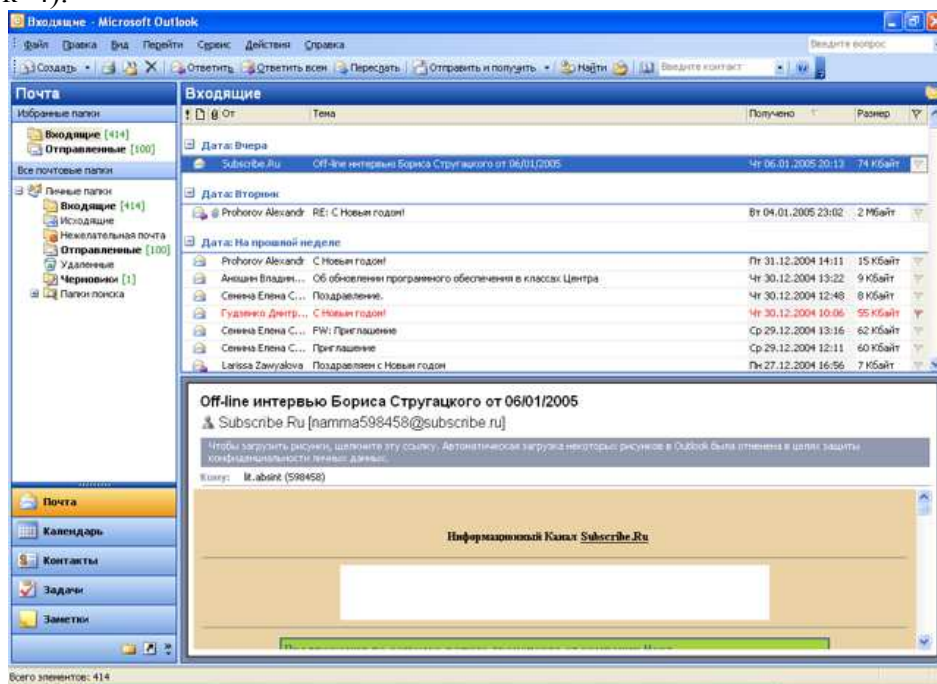 Входящие - Microsoft Outlook
Файл Правка Вид Перейти Сервис Действия Справка Введите вопрос
Создать Ответить Ответить всем Переслать Отправить и получить Найти Введите контакт
Почта
Избранные папки
Входящие [414]
Отправленные [100]
Все почтовые папки
Личные папки
Входящие [414]
Исходящие
Нежелательная почта
Отправленные [100]
Удаленные
Черновики [1]
Папки поиска
Почта
Календарь
Контакты
Задачи
Заметки
Входящие
От Тема Получено Размер
Дата: Вчера
Subscribe.Ru Off-line интервью Бориса Стругацкого от 06/01/2005 Чт 06.01.2005 20:13 74 Кбайт
Дата: Вторник
Prohorov Alexandr RE: С Новым годом! Вт 04.01.2005 23:02 2 Мбайт
Дата: На прошлой неделе
Prohorov Alexandr С Новым годом! Пт 31.12.2004 14:11 15 Кбайт
Аношин Владим... Об обновлении программного обеспечения в классах Центра Чт 30.12.2004 13:22 9 Кбайт
Сенина Елена С... Поздравление. Чт 30.12.2004 12:48 8 Кбайт
Гудзенко Дмитр... С Новым годом! Чт 30.12.2004 10:06 55 Кбайт
Сенина Елена С... FW: Приглашение Ср 29.12.2004 13:16 62 Кбайт
Сенина Елена С... Приглашение Ср 29.12.2004 12:11 60 Кбайт
Larissa Zawyalova Поздравляем с Новым годом Пн 27.12.2004 16:56 7 Кбайт
Off-line интервью Бориса Стругацкого от 06/01/2005
Subscribe Ru [namma598458@subscribe.ru]
Чтобы загрузить рисунки, щелкните эту ссылку. Автоматическая загрузка некоторых рисунков в Outlook была отменена в целях защиты
конфиденциальности личных данных.
Кому: lit.absint (598458)
Информационный Канал Subscribe.Ru
Всего элементов: 414